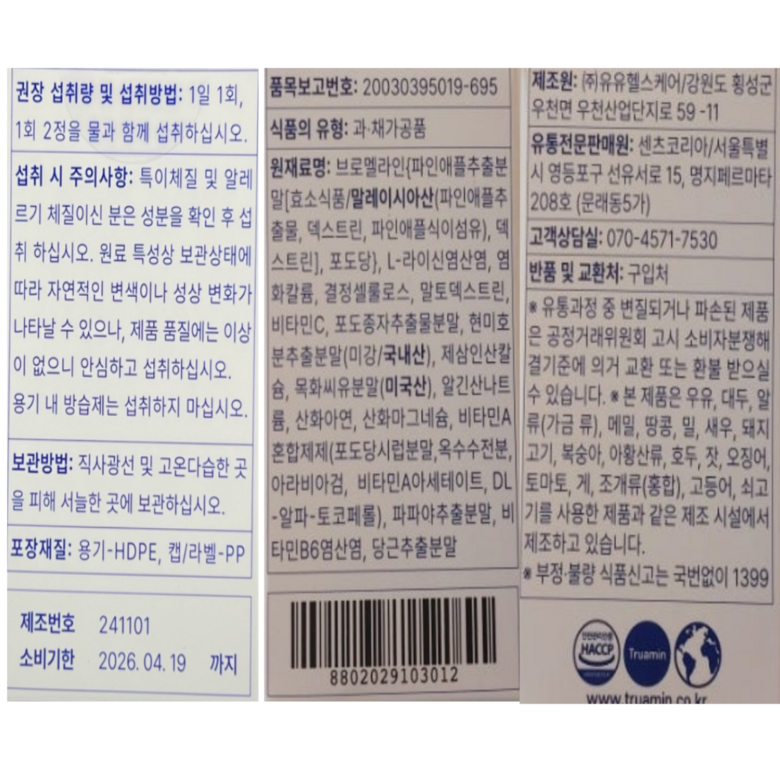 권장 섭취량 및 섭취방법: 1일 1회,
1회 2정을 물과 함께 섭취하십시오.
섭취 시 주의사항: 특이체질 및 알레
르기 체질이신 분은 성분을 확인 후 섭
취 하십시오. 원료 특성상 보관상태에
따라 자연적인 변색이나 성상 변화가
나타날 수 있으나, 제품 품질에는 이상
이 없으니 안심하고 섭취하십시오.
용기 내 방습제는 섭취하지 마십시오.
보관방법: 직사광선 및 고온다습한 곳
을 피해 서늘한 곳에 보관하십시오.
포장재질: 용기-HDPE, 캡/라벨-PP
제조번호 241101
소비기한 2026.04.19 까지
품목보고번호: 20030395019-695
식품의 유형: 과·채가공품
원재료명: 브로멜라인{파인애플추출분
말[효소식품/말레이시아산(파인애플추
출물, 덱스트린, 파인애플식이섬유), 덱
스트린], 포도당}, L-라이신염산염, 염
화칼륨, 결정셀룰로스, 말토덱스트린,
비타민C, 포도종자추출물분말, 현미호
분추출분말(미강/국내산), 제삼인산칼
슘, 목화씨유분말(미국산), 알긴산나트
륨, 산화아연, 산화마그네슘, 비타민A
혼합제제(포도당시럽분말,옥수수전분,
아라비아검, 비타민A아세테이트, DL
-알파-토코페롤), 파파야추출분말, 비
타민B6염산염, 당근추출분말
8802029103012
제조원: ㈜유유헬스케어/강원도 횡성군
우천면 우천산업단지로 59 -11
유통전문판매원: 센츠코리아/서울특별
시 영등포구 선유서로 15, 명지페르마타
208호 (문래동5가)
고객상담실: 070-4571-7530
반품 및 교환처: 구입처
※ 유통과정 중 변질되거나 파손된 제품
은 공정거래위원회 고시 소비자분쟁해
결기준에 의거 교환 또는 환불 받으실
수 있습니다. ※ 본 제품은 우유, 대두, 알
류(가금 류), 메밀, 땅콩, 밀, 새우, 돼지
고기, 복숭아, 아황산류, 호두, 잣, 오징어,
토마토, 게, 조개류(홍합), 고등어, 쇠고
기를 사용한 제품과 같은 제조 시설에서
제조하고 있습니다.
※ 부정·불량 식품신고는 국번없이 1399
HACCP
Truamin
www.truamin.co.kr